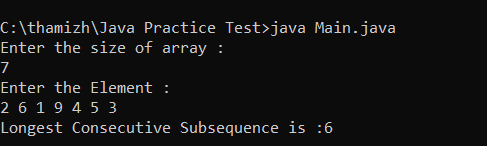 C:\thamizh\Java Practice Test>java Main.java
Enter the size of array :
7
Enter the Element :
2 6 1 9 4 5 3
Longest Consecutive Subsequence is :6